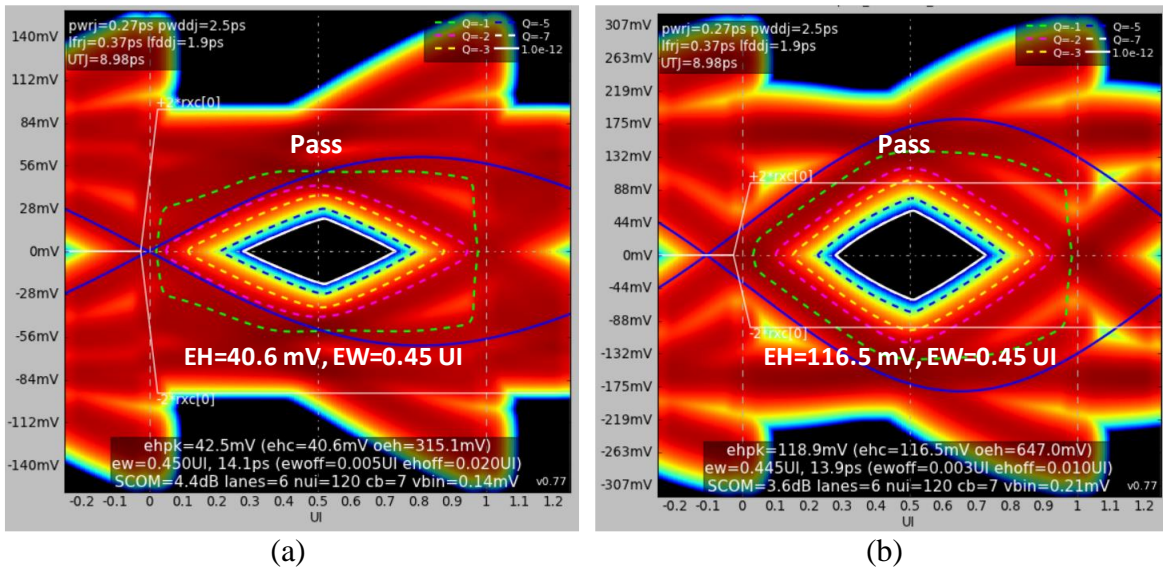 pwrj=0.27ps pwddj=2.5ps
lfrj=0.37ps lfddj=1.9ps
UTJ=8.98ps
Q=-1 Q=-5
Q=-2 Q=-7
Q=-3 1.0e-12
140mV
112mV
84mV
56mV
28mV
0mV
-28mV
-56mV
-84mV
-112mV
-140mV
+2*rxc[0]
Pass
EH=40.6 mV, EW=0.45 UI
-2*rxc[0]
ehpk=42.5mV (ehc=40.6mV oeh=315.1mV)
ew=0.450UI, 14.1ps (ewoff=0.005UI ehoff=0.020UI)
SCOM=4.4dB lanes=6 nui=120 cb=7 vbin=0.14mV
v0.77
-0.2 -0.1 0 0.1 0.2 0.3 0.4 0.5 0.6 0.7 0.8 0.9 1 1.1 1.2
UI
(a)
pwrj=0.27ps pwddj=2.5ps
lfrj=0.37ps lfddj=1.9ps
UTJ=8.98ps
Q=-1 Q=-5
Q=-2 Q=-7
Q=-3 1.0e-12
307mV
263mV
219mV
175mV
132mV
88mV
44mV
0mV
-44mV
-88mV
-132mV
-175mV
-219mV
-263mV
-307mV
Pass
+2*rxc[0]
-2*rxc[0]
EH=116.5 mV, EW=0.45 UI
ehpk=118.9mV (ehc=116.5mV oeh=647.0mV)
ew=0.445UI, 13.9ps (ewoff=0.003UI ehoff=0.010UI)
SCOM=3.6dB lanes=6 nui=120 cb=7 vbin=0.21mV
v0.77
-0.2 -0.1 0 0.1 0.2 0.3 0.4 0.5 0.6 0.7 0.8 0.9 1 1.1 1.2
UI
(b)